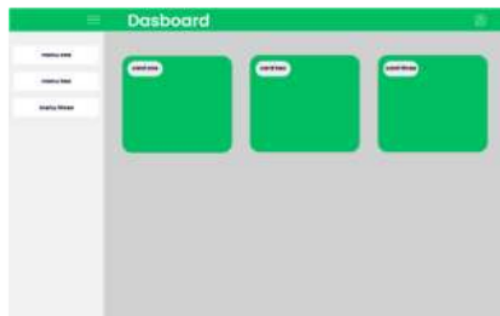 Dasboard
menu one
menu two
menu three
card one
card two
card three